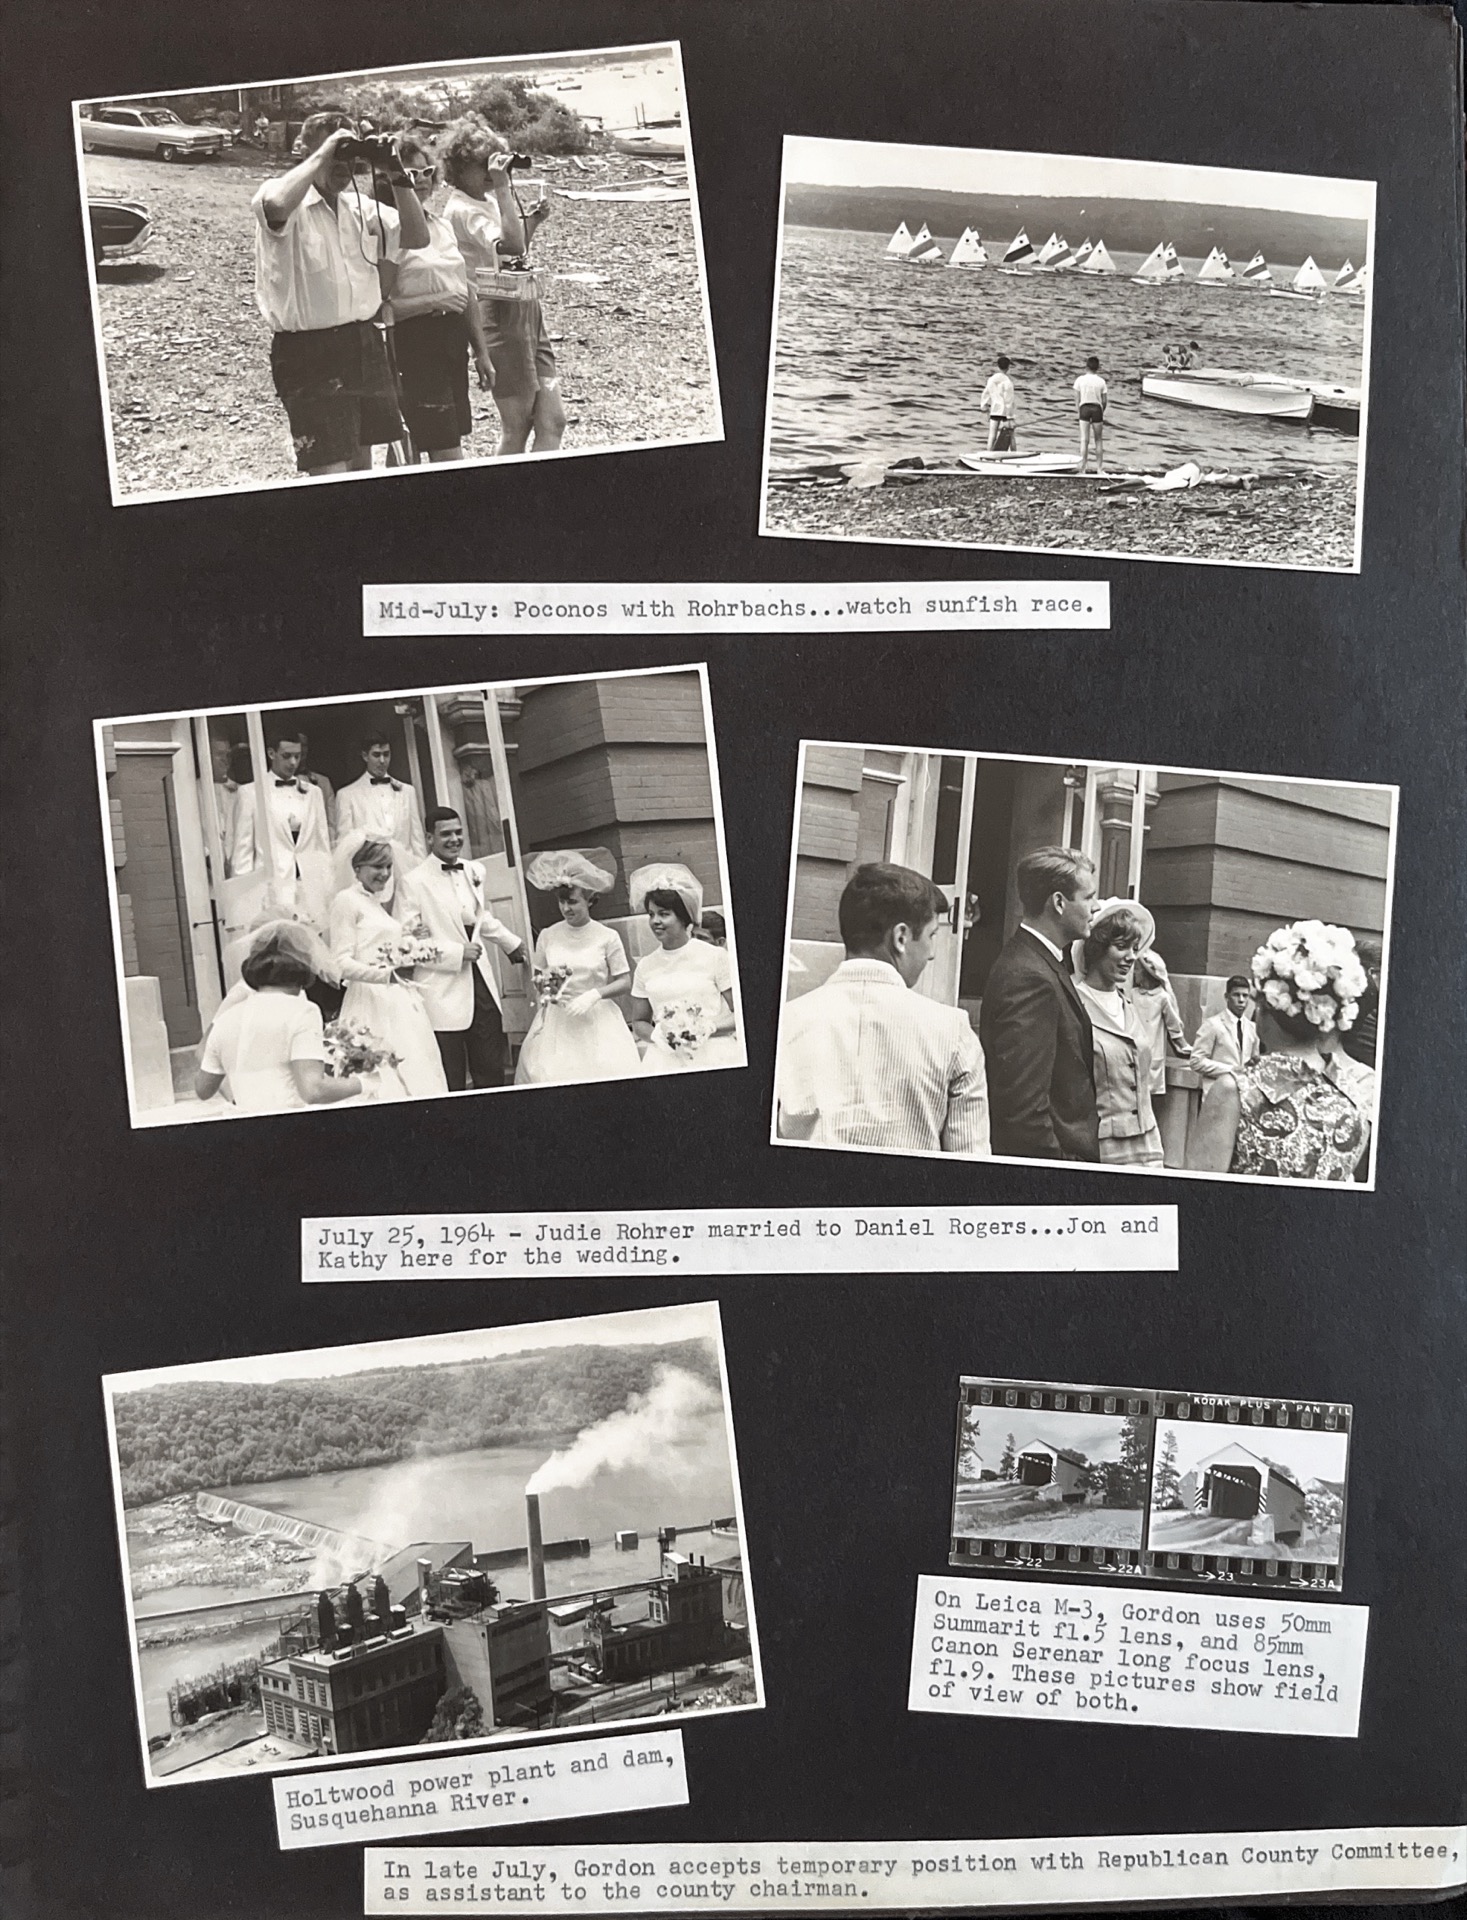 Mid-July: Poconos with Rohrbachs...watch sunfish race.
July 25, 1964 - Judie Rohrer married to Daniel Rogers...Jon and
Kathy here for the wedding.
KODAK PLUS X PAN FIL
→22
→22A
→23
→23A
On Leica M-3, Gordon uses 50mm
Summarit f1.5 lens, and 85mm
Canon Serenar long focus lens,
f1.9. These pictures show field
of view of both.
Holtwood power plant and dam,
Susquehanna River.
In late July, Gordon accepts temporary position with Republican County Committee,
as assistant to the county chairman.